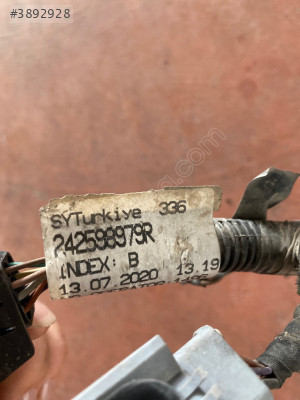 #3892928
SYTurkiye 336
242598979R
INDEX: B
13.07.2020 13.19